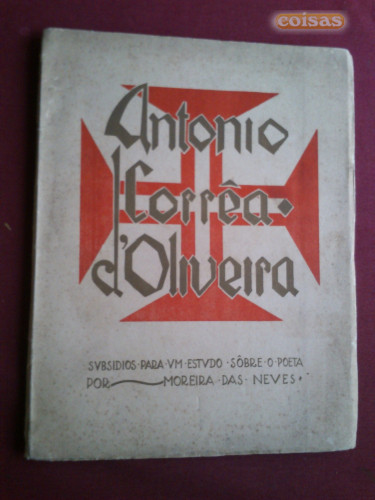 coisas
Antonio
Corrêa·
d'Oliveira
SVBSIDIOS·PARA·VM·ESTVDO·SÔBRE·O·POETA
POR MOREIRA·DAS·NEVES·